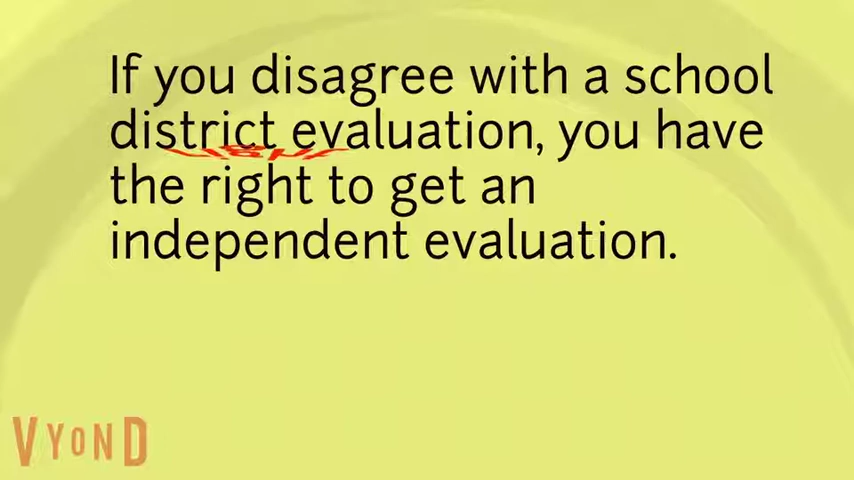 If you disagree with a school
district evaluation, you have
the right to get an
independent evaluation.
VYOND